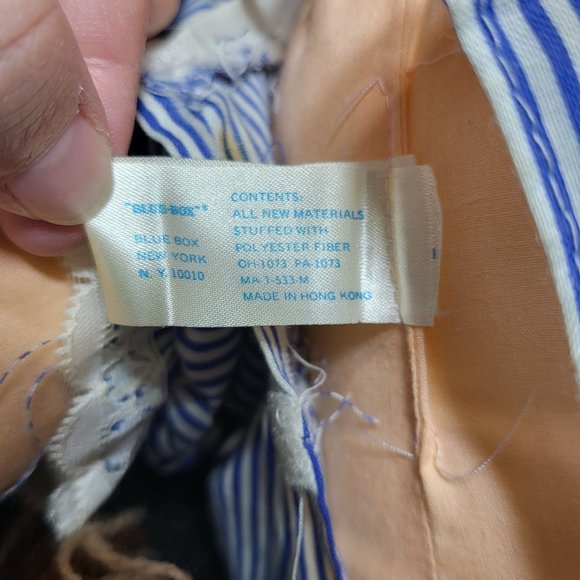 "BLUE-BOX"®
BLUE BOX
NEW YORK
N. Y. 10010
CONTENTS:
ALL NEW MATERIALS
STUFFED WITH
POLYESTER FIBER
OH-1073 PA-1073
MA-T-533-M
MADE IN HONG KONG